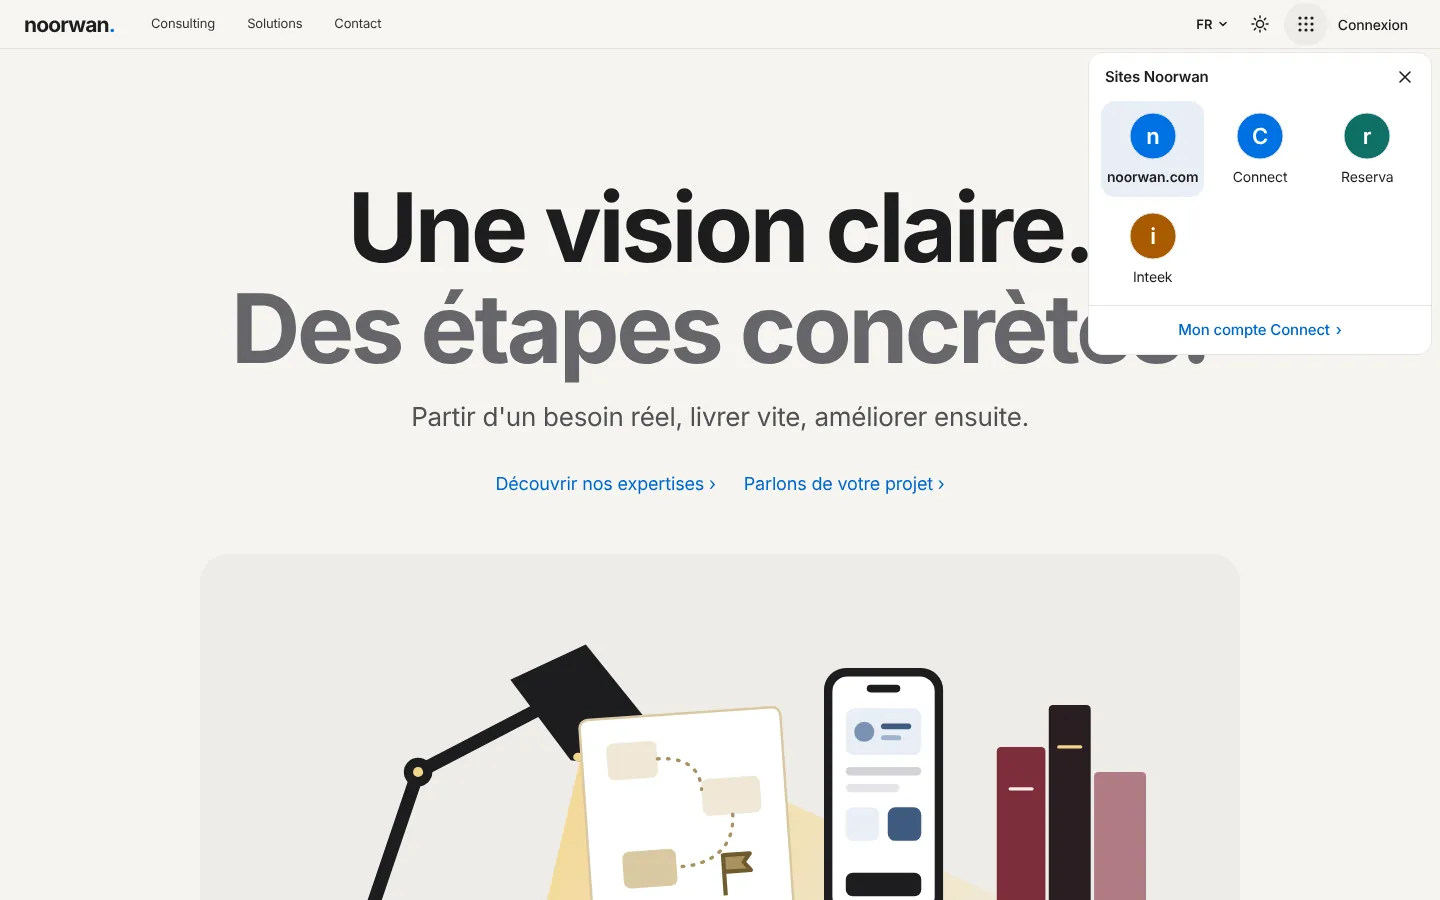 noorwan.
Consulting
Solutions
Contact
FR
Connexion
Sites Noorwan
n
noorwan.com
C
Connect
r
Reserva
i
Inteek
Mon compte Connect ›
Une vision claire.
Des étapes concrètes.
Partir d'un besoin réel, livrer vite, améliorer ensuite.
Découvrir nos expertises ›
Parlons de votre projet ›